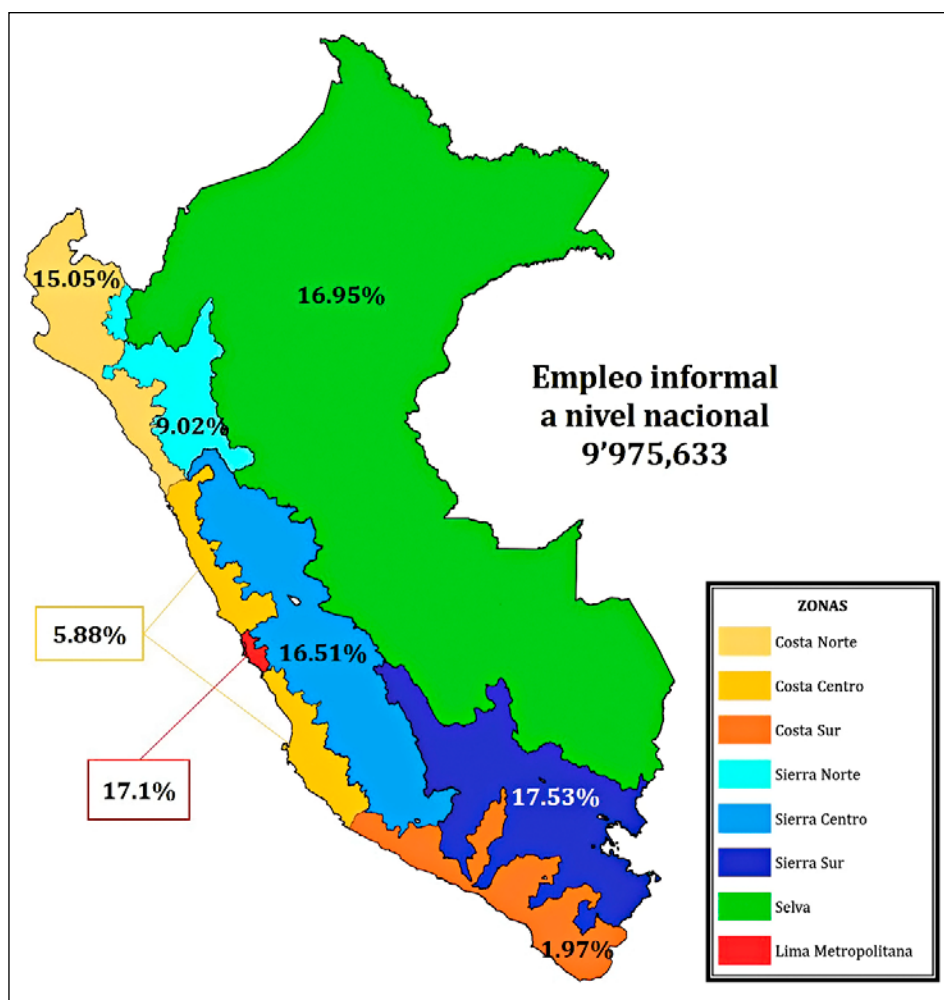 15.05%
16.95%
Empleo informal
a nivel nacional
9'975,633
9.02%
5.88%
16.51%
17.1%
17.53%
1.97%
ZONAS
Costa Norte
Costa Centro
Costa Sur
Sierra Norte
Sierra Centro
Sierra Sur
Selva
Lima Metropolitana